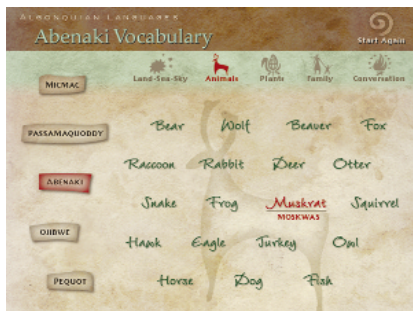 ALGONQUIAN LANGUAGES
Abenaki Vocabulary
Start Again
Land-Sea-Sky Animals Plants Family Conversation
MICMAC
PASSAMAQUODDY
ABENAKI
OJIBWE
PEQUOT
Bear Wolf Beaver Fox
Raccoon Rabbit Deer Otter
Snake Frog Muskrat Squirrel
MOSKWAS
Hawk Eagle Turkey Owl
Horse Dog Fish